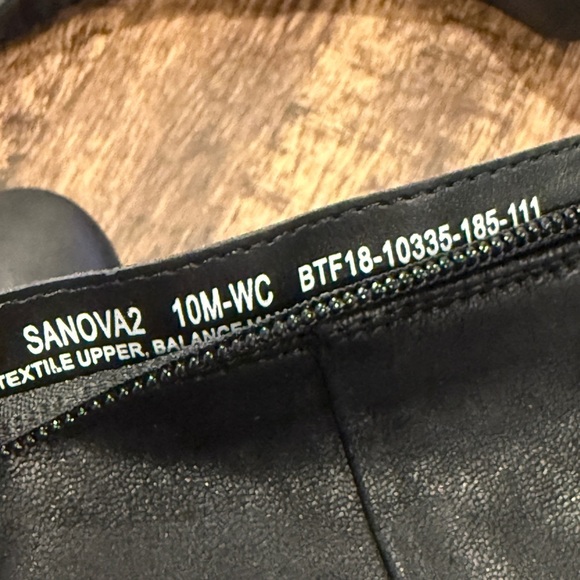 SANOVA2 10M-WC BTF18-10335-185-111
TEXTILE UPPER, BALANCE